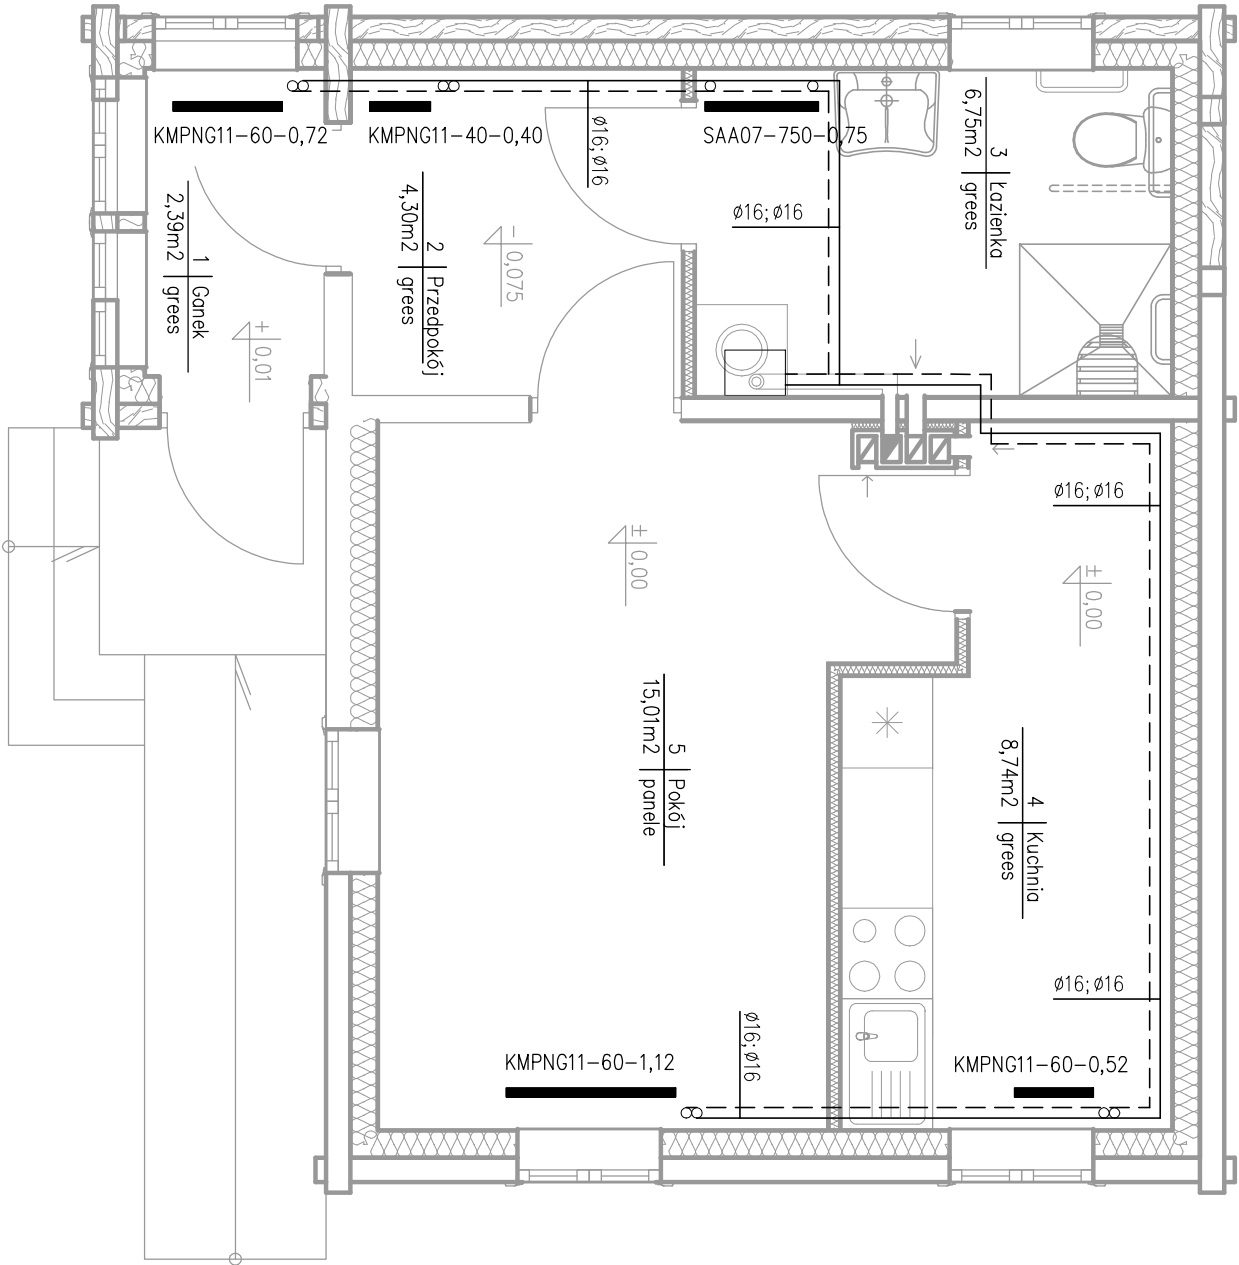 KMPNG11-60-0,72
KMPNG11-40-0,40
SAA07-750-0,75
ø16;ø16
ø16;ø16
3
Łazienka
6,75m2
grees
1
Ganek
2,39m2
grees
2
Przedpokój
4,30m2
grees
-0,075
±0,01
±0,00
±0,00
ø16;ø16
5
Pokój
15,01m2
panele
4
Kuchnia
8,74m2
grees
ø16;ø16
ø16;ø16
KMPNG11-60-1,12
KMPNG11-60-0,52